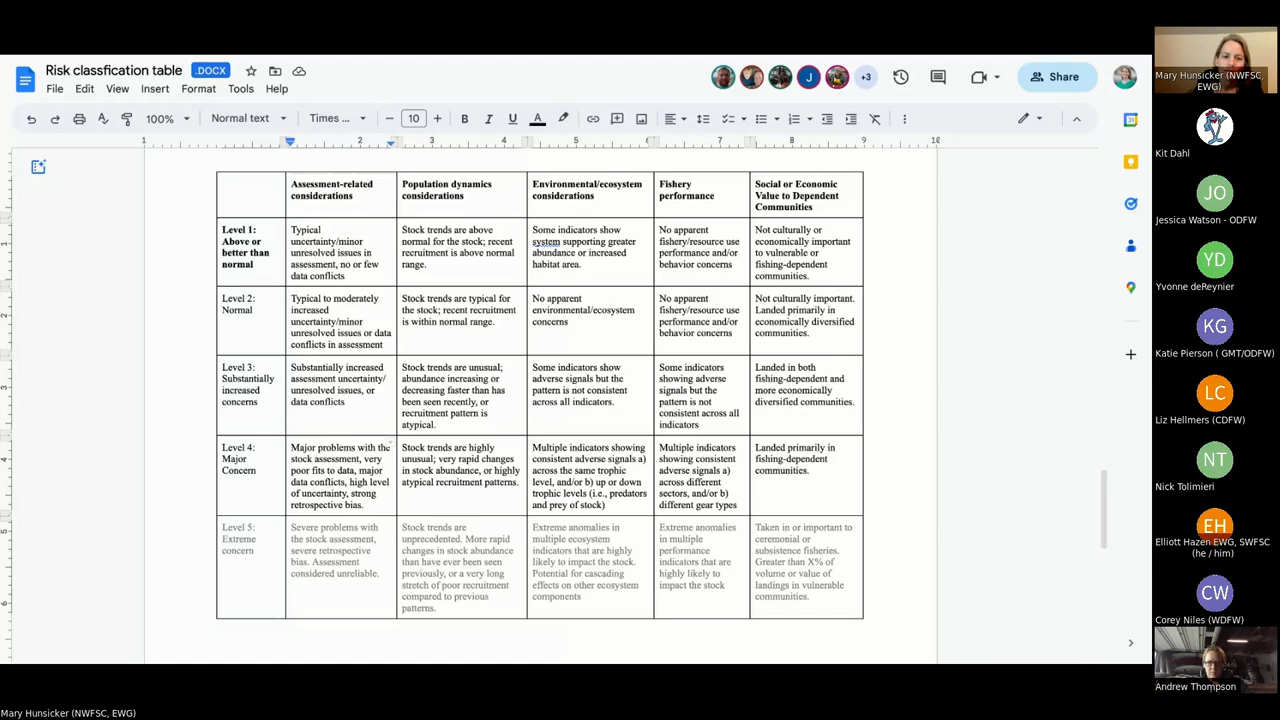 Risk classfication table .DOCX
File Edit View Insert Format Tools Help
J +3 Share
100% Normal text Times ... 10
1 2 3 4 5 6 7 8 9 10
Assessment-related considerations
Population dynamics considerations
Environmental/ecosystem considerations
Fishery performance
Social or Economic Value to Dependent Communities
Level 1:
Above or
better than
normal
Typical
uncertainty/minor
unresolved issues in
assessment, no or few
data conflicts
Stock trends are above
normal for the stock; recent
recruitment is above normal
range.
Some indicators show
system supporting greater
abundance or increased
habitat area.
No apparent
fishery/resource use
performance and/or
behavior concerns
Not culturally or
economically important
to vulnerable or
fishing-dependent
communities.
Level 2:
Normal
Typical to moderately
increased
uncertainty/minor
unresolved issues or data
conflicts in assessment
Stock trends are typical for
the stock; recent recruitment
is within normal range.
No apparent
environmental/ecosystem
concerns
No apparent
fishery/resource use
performance and/or
behavior concerns
Not culturally important.
Landed primarily in
economically diversified
communities.
Level 3:
Substantially
increased
concerns
Substantially increased
assessment uncertainty/
unresolved issues, or
data conflicts
Stock trends are unusual;
abundance increasing or
decreasing faster than has
been seen recently, or
recruitment pattern is
atypical.
Some indicators show
adverse signals but the
pattern is not consistent
across all indicators.
Some indicators
showing adverse
signals but the
pattern is not
consistent across all
indicators
Landed in both
fishing-dependent and
more economically
diversified communities.
Level 4:
Major
Concern
Major problems with the
stock assessment, very
poor fits to data, major
data conflicts, high level
of uncertainty, strong
retrospective bias.
Stock trends are highly
unusual; very rapid changes
in stock abundance, or highly
atypical recruitment patterns.
Multiple indicators showing
consistent adverse signals a)
across the same trophic
level, and/or b) up or down
trophic levels (i.e., predators
and prey of stock)
Multiple indicators
showing consistent
adverse signals a)
across different
sectors, and/or b)
different gear types
Landed primarily in
fishing-dependent
communities.
Level 5:
Extreme
concern
Severe problems with
the stock assessment,
severe retrospective
bias. Assessment
considered unreliable.
Stock trends are
unprecedented. More rapid
changes in stock abundance
than have ever been seen
previously, or a very long
stretch of poor recruitment
compared to previous
patterns.
Extreme anomalies in
multiple ecosystem
indicators that are highly
likely to impact the stock.
Potential for cascading
effects on other ecosystem
components
Extreme anomalies
in multiple
performance
indicators that are
highly likely to
impact the stock
Taken in or important to
ceremonial or
subsistence fisheries.
Greater than X% of
volume or value of
landings in vulnerable
communities.
Mary Hunsicker (NWFSC,
EWG)
Kit Dahl
JO
Jessica Watson - ODFW
YD
Yvonne deReynier
KG
Katie Pierson ( GMT/ODFW)
LC
Liz Hellmers (CDFW)
NT
Nick Tolimieri
EH
Elliott Hazen EWG, SWFSC
(he / him)
CW
Corey Niles (WDFW)
Andrew Thompson
Mary Hunsicker (NWFSC, EWG)